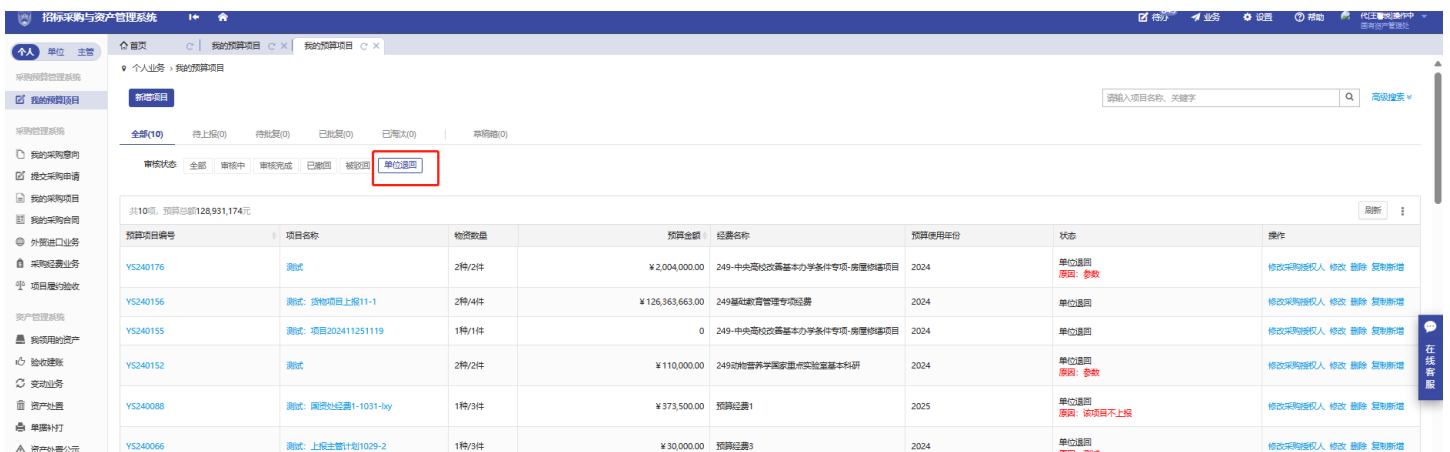 招标采购与资产管理系统
待办 业务 设置 帮助
国有资产管理处
个人 单位 主管
首页 我的预算项目 我的预算项目
个人业务 › 我的预算项目
采购预算管理系统
我的预算项目
新增项目
请输入项目名称、关键字
高级搜索
采购管理系统
全部(10) 待上报(0) 待批复(0) 已批复(0) 已淘汰(0) 草稿箱(0)
我的采购意向
审核状态 全部 审核中 审核完成 已撤回 被驳回 单位退回
提交采购申请
我的采购项目
我的采购合同
外贸进口业务
采购经费业务
项目履约验收
共10项, 预算总额128,931,174元
刷新
预算项目编号 项目名称 物资数量 预算金额 经费名称 预算使用年份 状态 操作
YS240176 测试 2种/2件 ¥2,004,000.00 249-中央高校改善基本办学条件专项-房屋修缮项目 2024 单位退回 修改采购授权人 修改 删除 复制新增
原因：参数
YS240156 测试：货物项目上报11-1 2种/4件 ¥126,363,663.00 249基础教育管理专项经费 2024 单位退回 修改采购授权人 修改 删除 复制新增
YS240155 测试：项目202411251119 1种/1件 0 249-中央高校改善基本办学条件专项-房屋修缮项目 2024 单位退回 修改采购授权人 修改 删除 复制新增
YS240152 测试 2种/2件 ¥110,000.00 249动物营养学国家重点实验室基本科研 2024 单位退回 修改采购授权人 修改 删除 复制新增
原因：参数
YS240088 测试：国资处经费1-1031-lxy 1种/3件 ¥373,500.00 预算经费1 2025 单位退回 修改采购授权人 修改 删除 复制新增
原因：该项目不上报
YS240066 测试：上报主管计划1029-2 1种/3件 ¥30,000.00 预算经费3 2024 单位退回 修改采购授权人 修改 删除 复制新增
资产管理系统
我领用的资产
验收建账
变动业务
资产处置
单据补打
资产处置公示
在线客服